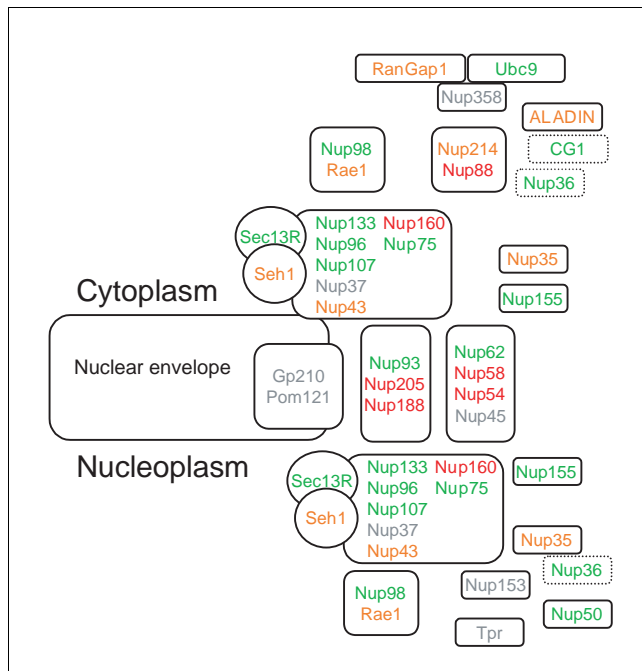 RanGap1 Ubc9
Nup358
ALADIN
Nup98 Nup214 CG1
Rae1 Nup88
Nup36
Nup133 Nup160
Sec13R Nup96 Nup75
Nup107 Nup35
Seh1 Nup37
Cytoplasm Nup43 Nup155
Nuclear envelope Nup93 Nup62
Gp210 Nup205 Nup58
Pom121 Nup188 Nup54
Nup45
Nucleoplasm Nup133 Nup160 Nup155
Sec13R Nup96 Nup75
Nup107
Seh1 Nup37
Nup43 Nup35
Nup36
Nup98 Nup153
Rae1 Nup50
Tpr